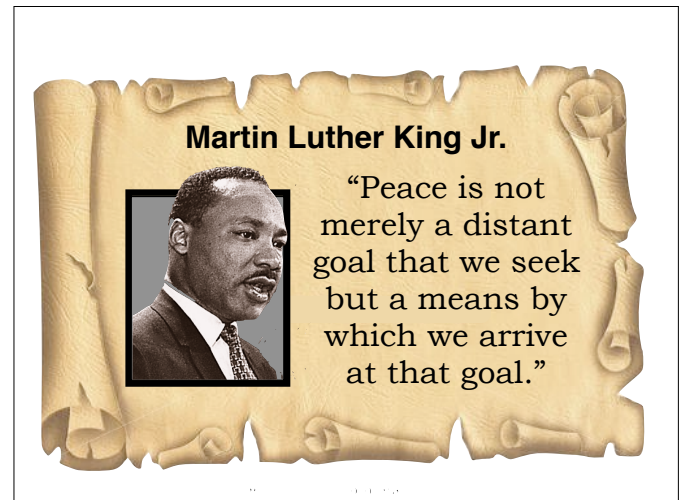 Martin Luther King Jr.
“Peace is not
merely a distant
goal that we seek
but a means by
which we arrive
at that goal.”